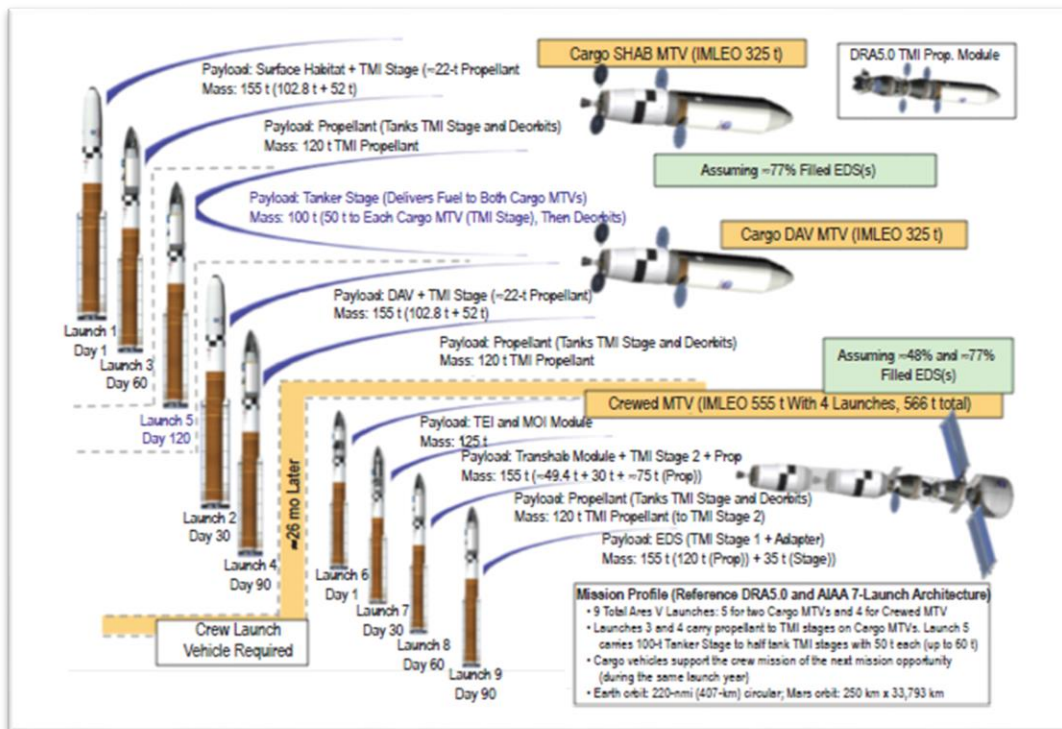 Cargo SHAB MTV (IMLEO 325 t)
DRA5.0 TMI Prop. Module
Payload: Surface Habitat + TMI Stage (≈22-t Propellant
Mass: 155 t (102.8 t + 52 t)
Payload: Propellant (Tanks TMI Stage and Deorbits)
Mass: 120 t TMI Propellant
Assuming ≈77% Filled EDS(s)
Payload: Tanker Stage (Delivers Fuel to Both Cargo MTVs)
Mass: 100 t (50 t to Each Cargo MTV (TMI Stage), Then Deorbits)
Cargo DAV MTV (IMLEO 325 t)
Payload: DAV + TMI Stage (≈22-t Propellant)
Mass: 155 t (102.8 t + 52 t)
Launch 1
Day 1
Launch 3
Day 60
Launch 5
Day 120
Payload: Propellant (Tanks TMI Stage and Deorbits)
Mass: 120 t TMI Propellant
Assuming ≈48% and ≈77%
Filled EDS(s)
Crewed MTV (IMLEO 555 t With 4 Launches, 566 t total)
Payload: TEI and MOI Module
Mass: 125 t
Payload: Transhab Module + TMI Stage 2 + Prop
Mass: 155 t (≈49.4 t + 30 t + ≈75 t (Prop))
Payload: Propellant (Tanks TMI Stage and Deorbits)
Mass: 120 t TMI Propellant (to TMI Stage 2)
Payload: EDS (TMI Stage 1 + Adapter)
Mass: 155 t (120 t (Prop) + 35 t (Stage))
Launch 2
Day 30
Launch 4
Day 90
≈26 mo Later
Launch 6
Day 1
Launch 7
Day 30
Launch 8
Day 60
Launch 9
Day 90
Crew Launch
Vehicle Required
Mission Profile (Reference DRA5.0 and AIAA 7-Launch Architecture)
• 9 Total Ares V Launches: 5 for two Cargo MTVs and 4 for Crewed MTV
• Launches 3 and 4 carry propellant to TMI stages on Cargo MTVs. Launch 5
carries 100-t Tanker Stage to half tank TMI stages with 50 t each (up to 60 t)
• Cargo vehicles support the crew mission of the next mission opportunity
(during the same launch year)
• Earth orbit: 220-nmi (407-km) circular; Mars orbit: 250 km x 33,793 km